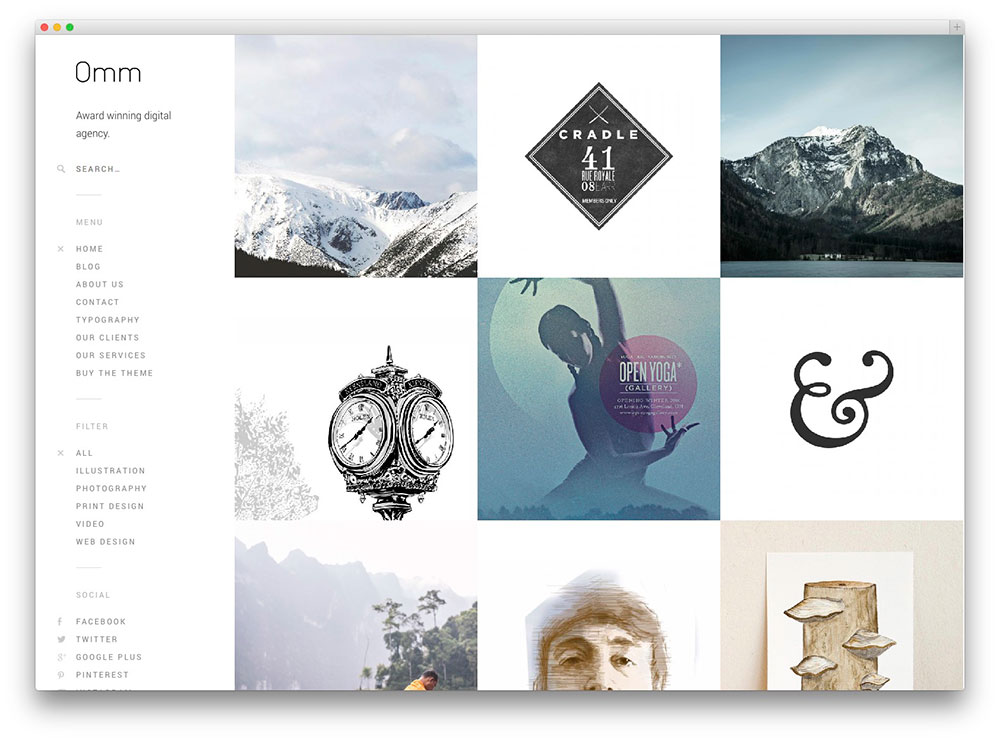 Omm
Award winning digital
agency.
SEARCH…
MENU
HOME
BLOG
ABOUT US
CONTACT
TYPOGRAPHY
OUR CLIENTS
OUR SERVICES
BUY THE THEME
FILTER
ALL
ILLUSTRATION
PHOTOGRAPHY
PRINT DESIGN
VIDEO
WEB DESIGN
SOCIAL
FACEBOOK
TWITTER
GOOGLE PLUS
PINTEREST
CRADLE
41
RUE ROYALE
08
MEMBERS ONLY
OPEN YOGA*
(GALLERY)
&